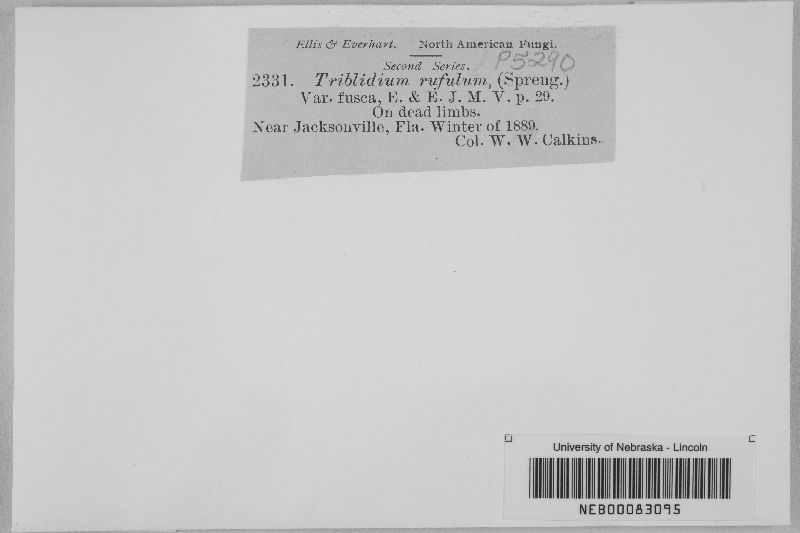 Ellis & Everhart. North American Fungi.
Second Series. P5290
2331. Triblidium rufulum, (Spreng.)
Var. fusca, E. & E. J. M. V. p. 29.
On dead limbs.
Near Jacksonville, Fla. Winter of 1889.
Col. W. W. Calkins.
University of Nebraska - Lincoln
NEB00083095